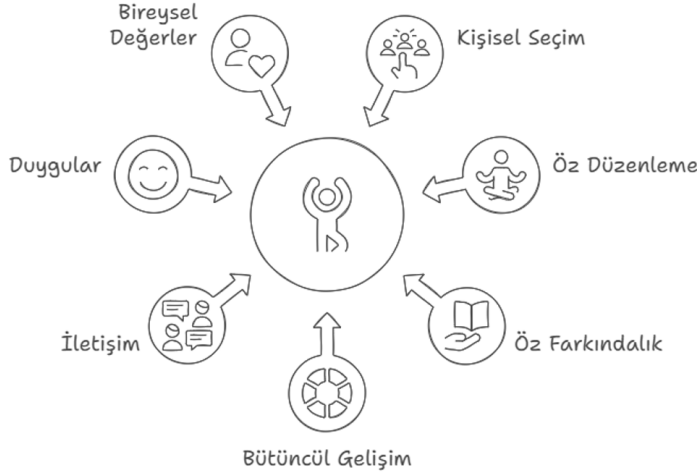 Bireysel
Değerler
Kişisel Seçim
Duygular
Öz Düzenleme
İletişim
Öz Farkındalık
Bütüncül Gelişim